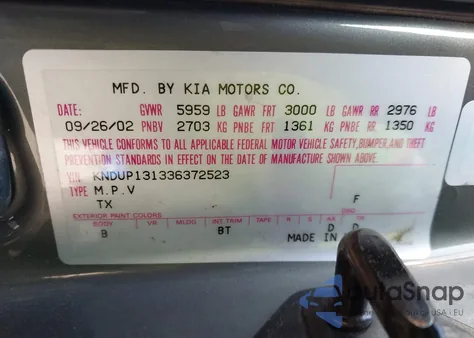 MFD. BY KIA MOTORS CO.
DATE: GVWR 5959 LB GAWR FRT 3000 LB GAWR RR 2976 LB
09/26/02 PNBV 2703 KG PNBE FRT 1361 KG PNBE RR 1350 KG
THIS VEHICLE CONFORMS TO ALL APPLICABLE FEDERAL MOTOR VEHICLE SAFETY, BUMPER, AND THEFT
PREVENTION STANDARDS IN EFFECT ON THE DATE OF MANUFACTURE SHOWN ABOVE.
VIN KNDUP131336372523
TYPE M.P.V
TX F
EXTERIOR PAINT COLORS
BODY VR MLDG INT TRIM TAPE R S AX
B BT D D
MADE IN
AutoSnap